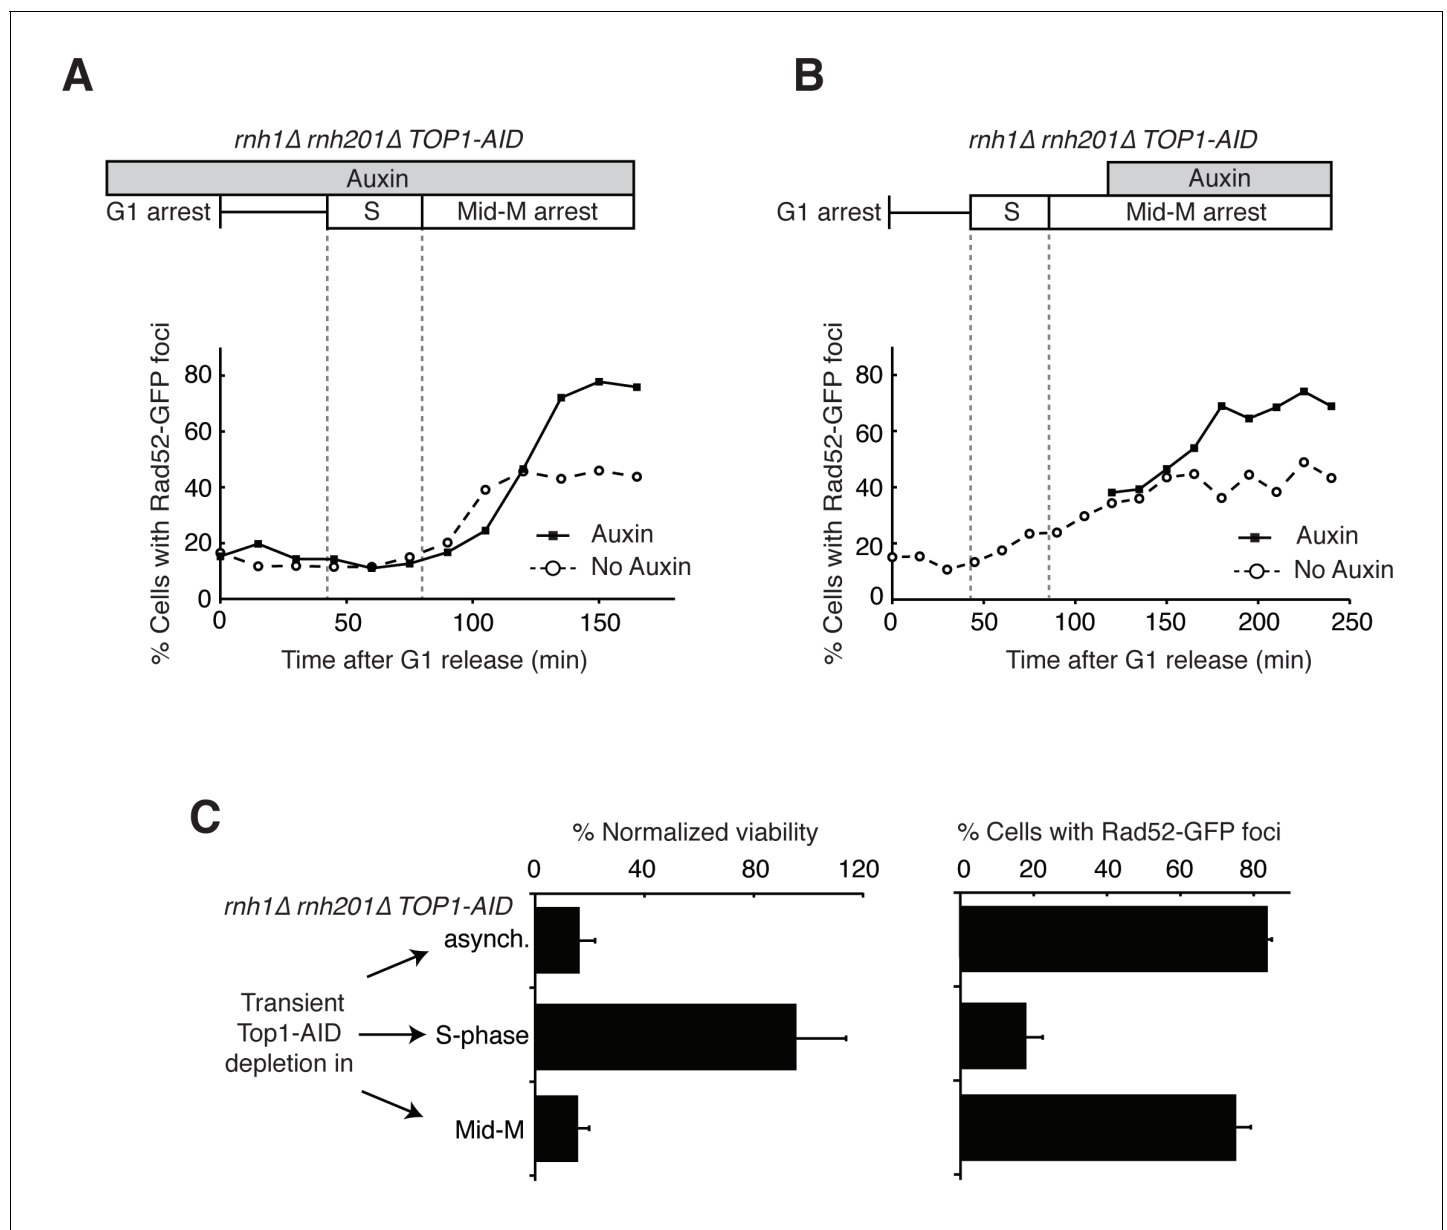 A
rnh1Δ rnh201Δ TOP1-AID
Auxin
G1 arrest
S
Mid-M arrest
% Cells with Rad52-GFP foci
80
60
40
20
0
Auxin
No Auxin
0
50
100
150
Time after G1 release (min)
B
rnh1Δ rnh201Δ TOP1-AID
Auxin
G1 arrest
S
Mid-M arrest
% Cells with Rad52-GFP foci
80
60
40
20
0
Auxin
No Auxin
0
50
100
150
200
250
Time after G1 release (min)
C
% Normalized viability
0
40
80
120
% Cells with Rad52-GFP foci
0
20
40
60
80
rnh1Δ rnh201Δ TOP1-AID
asynch.
Transient
Top1-AID
depletion in
S-phase
Mid-M